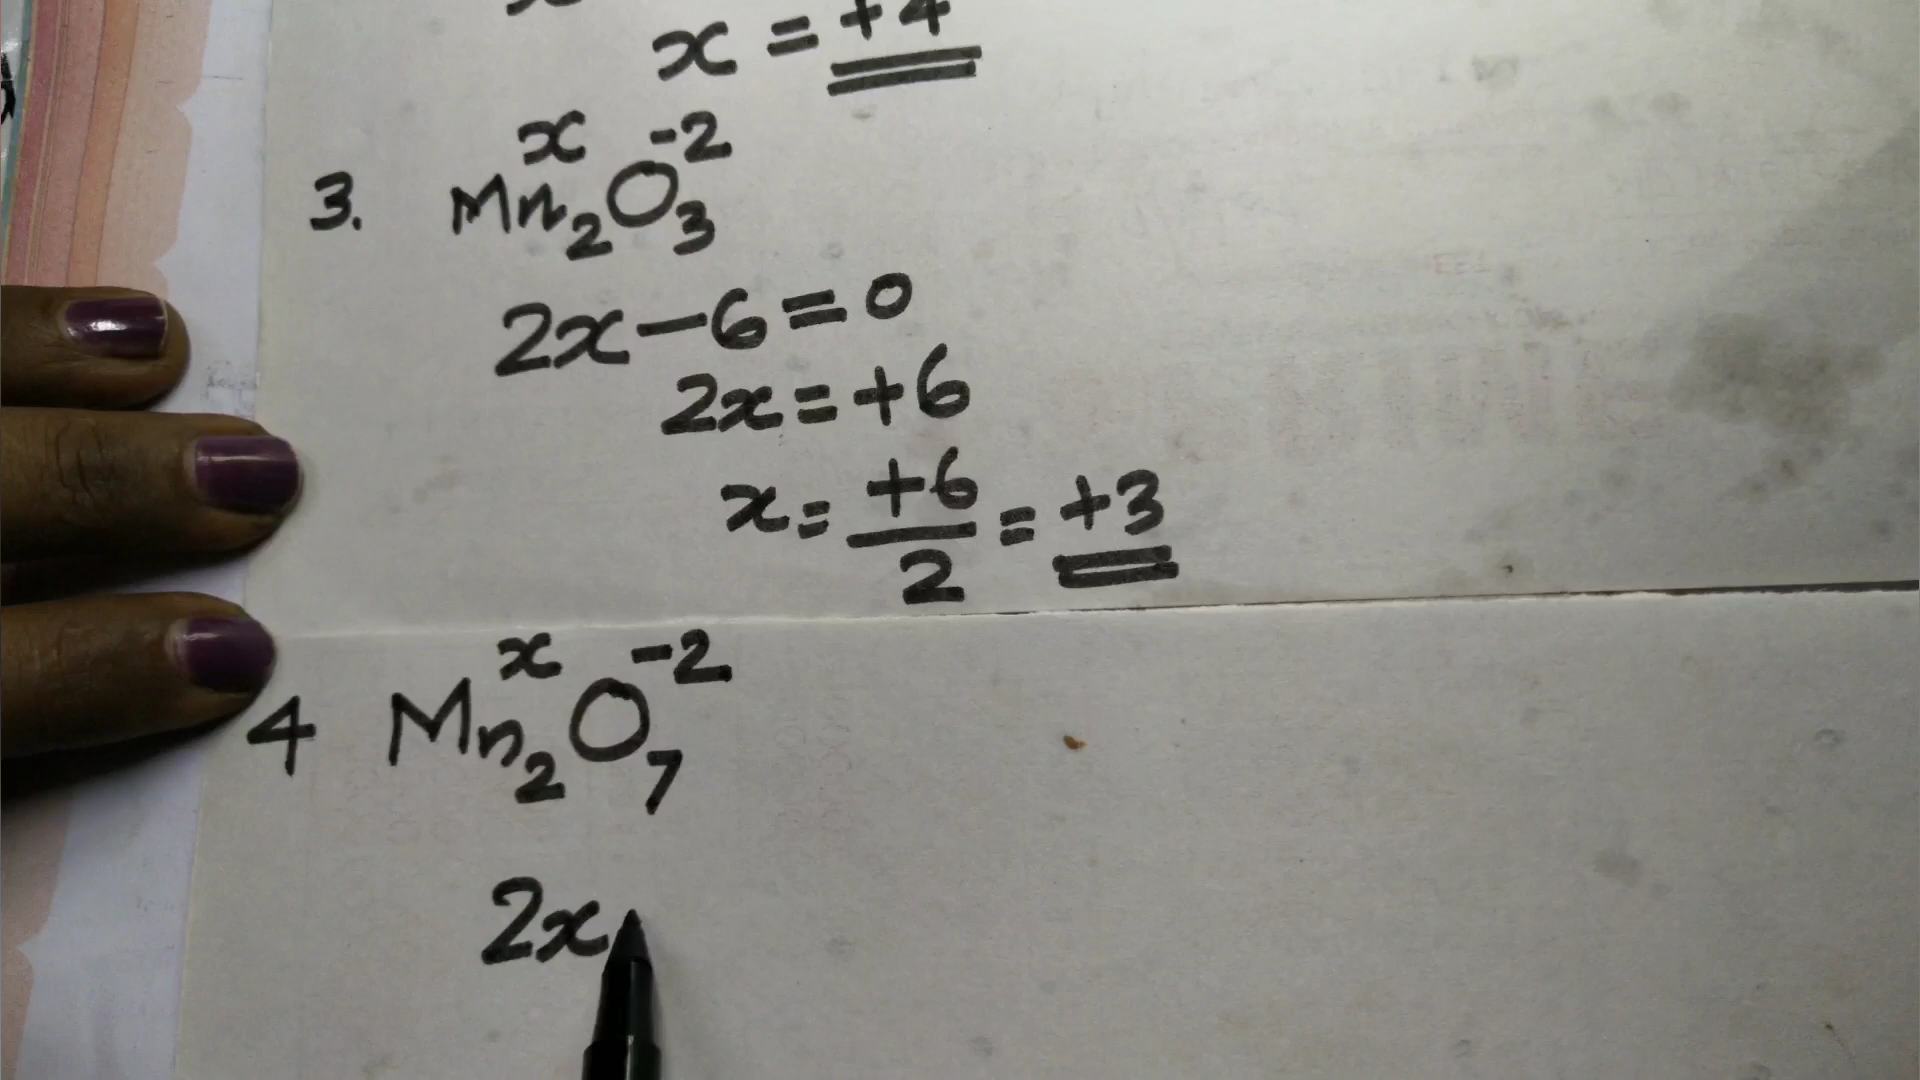 x = +4
x -2
3. Mn2O3
2x - 6 = 0
2x = +6
x = +6/2 = +3
x -2
4 Mn2O7
2x